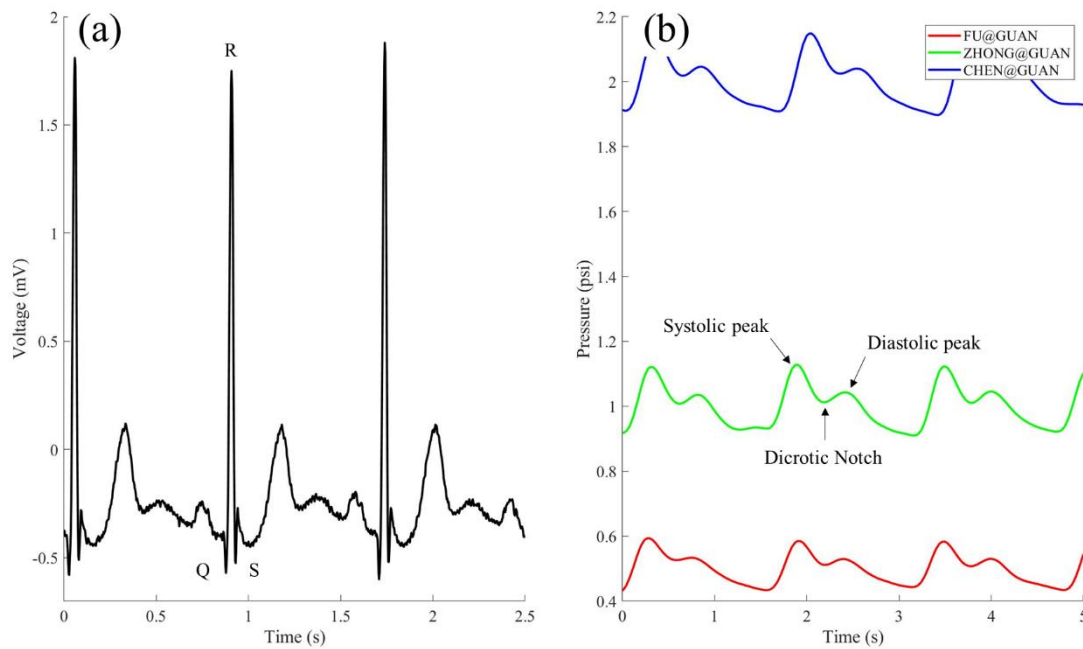 (a)
R
Q
S
2
1.5
1
0.5
0
-0.5
Voltage (mV)
0
0.5
1
1.5
2
2.5
Time (s)
(b)
FU@GUAN
ZHONG@GUAN
CHEN@GUAN
2.2
2
1.8
1.6
1.4
1.2
1
0.8
0.6
0.4
Pressure (psi)
Systolic peak
Diastolic peak
Dicrotic Notch
0
1
2
3
4
5
Time (s)